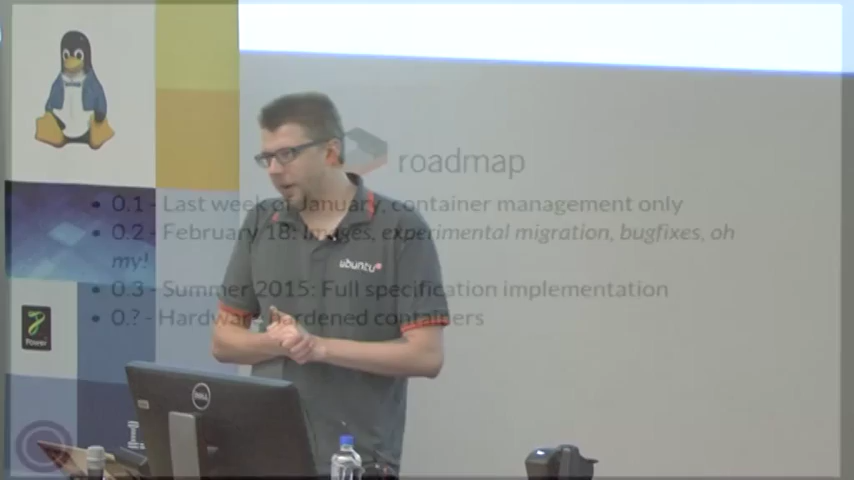 roadmap
• 0.1 - Last week of January, container management only
• 0.2 - February 18: Images, experimental migration, bugfixes, oh
my!
• 0.3 - Summer 2015: Full specification implementation
• 0.? - Hardware hardened containers
ubuntu
Power
DELL